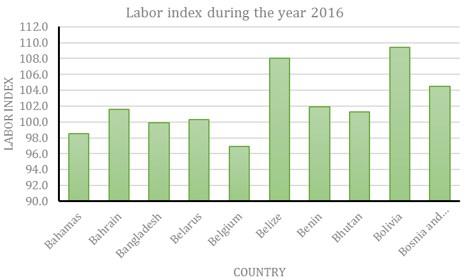 Labor index during the year 2016
LABOR INDEX
112.0
110.0
108.0
106.0
104.0
102.0
100.0
98.0
96.0
94.0
92.0
90.0
Bahamas
Bahrain
Bangladesh
Belarus
Belgium
Belize
Benin
Bhutan
Bolivia
Bosnia and...
COUNTRY